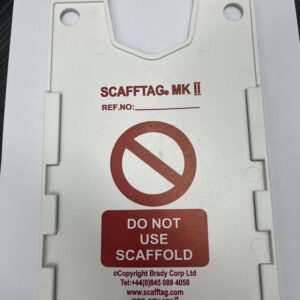 SCAFFTAG® MK II
REF.NO:
DO NOT
USE
SCAFFOLD
©Copyright Brady Corp Ltd
Tel:+44(0)845 089 4050
www.scafftag.com